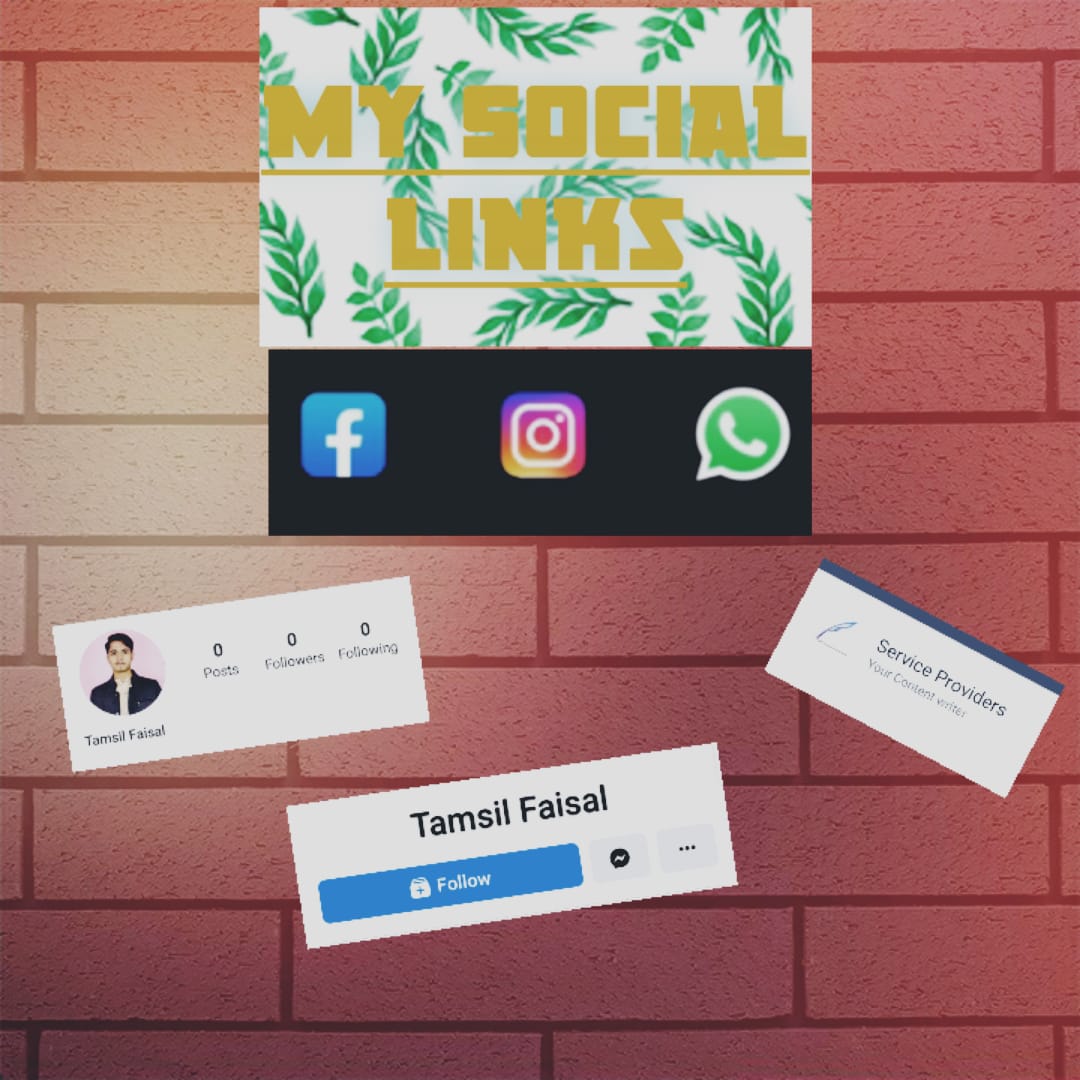 MY SOCIAL
LINKS
0
Posts
0
Followers
0
Following
Tamsil Faisal
Service Providers
Your Content writer
Tamsil Faisal
Follow